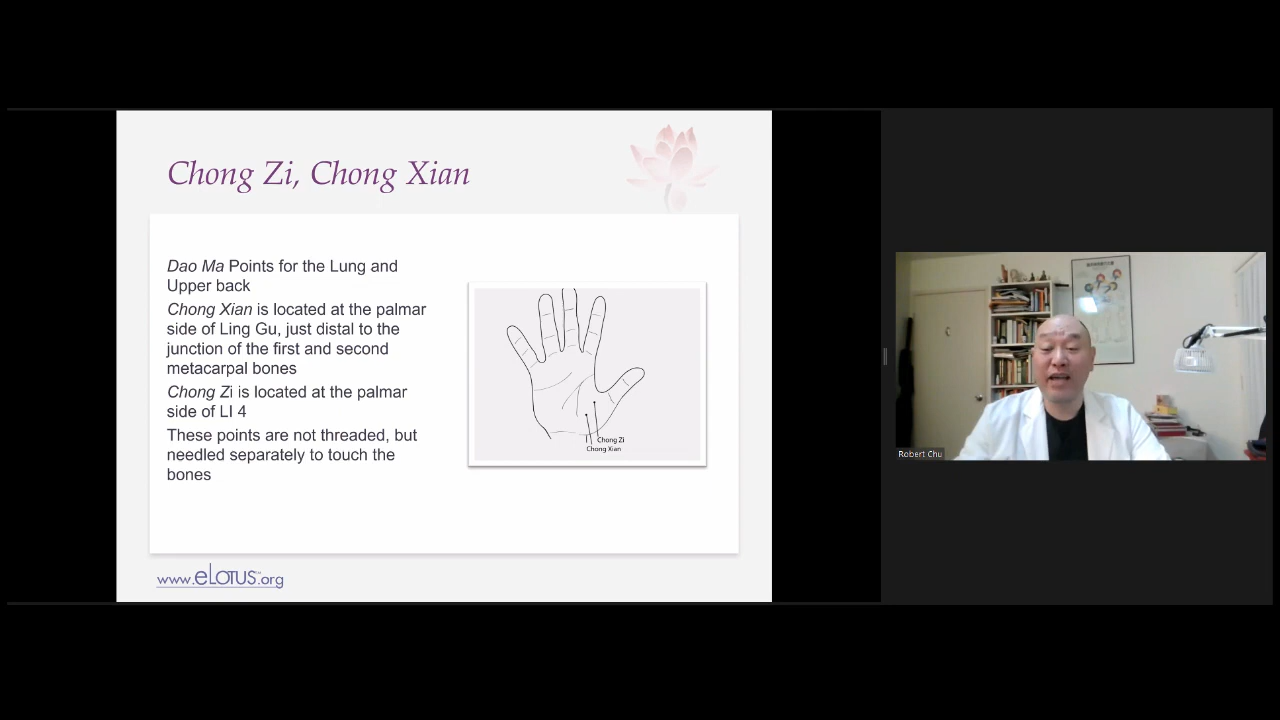 Chong Zi, Chong Xian
Dao Ma Points for the Lung and
Upper back
Chong Xian is located at the palmar
side of Ling Gu, just distal to the
junction of the first and second
metacarpal bones
Chong Zi is located at the palmar
side of LI 4
These points are not threaded, but
needled separately to touch the
bones
Chong Zi
Chong Xian
www.eLOTUS.org
Robert Chu